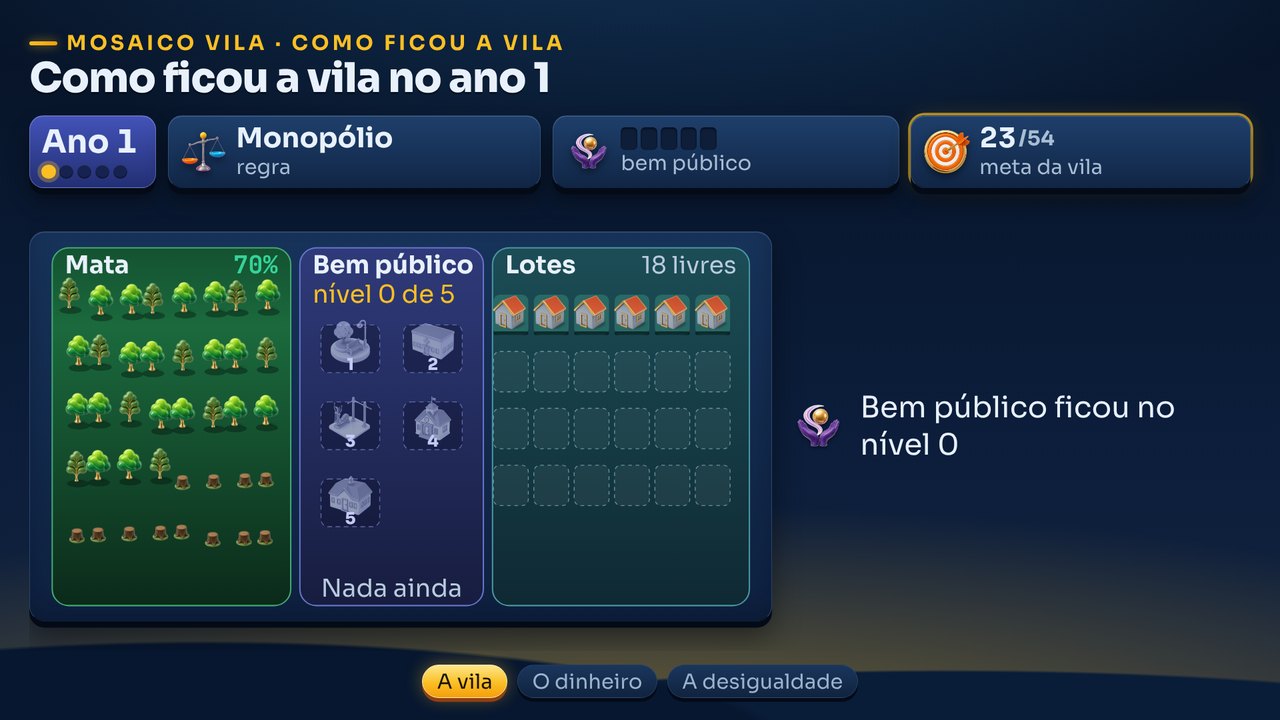 MOSAICO VILA · COMO FICOU A VILA
Como ficou a vila no ano 1
Ano 1
Monopólio
regra
bem público
23/54
meta da vila
Mata 70%
Bem público
nível 0 de 5
1
2
3
4
5
Nada ainda
Lotes 18 livres
Bem público ficou no
nível 0
A vila
O dinheiro
A desigualdade